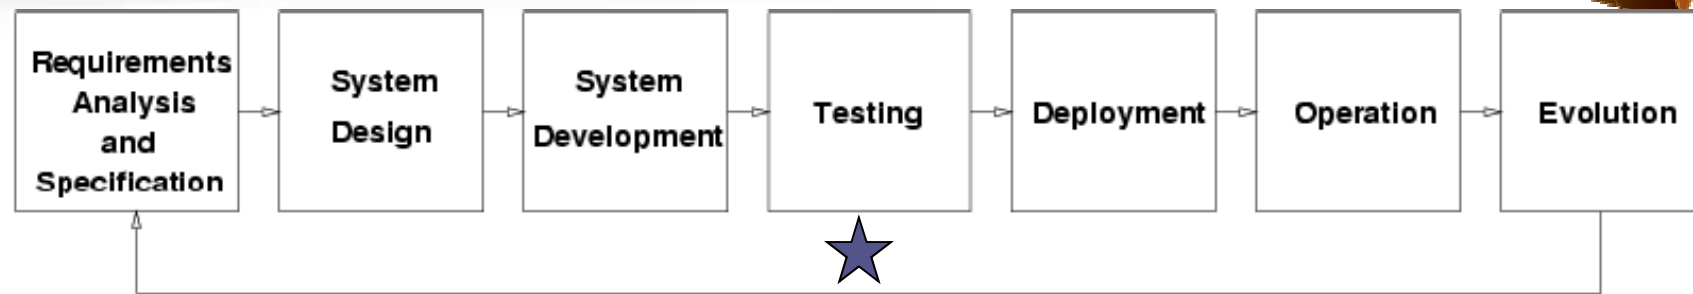 Requirements
Analysis
and
Specification
System
Design
System
Development
Testing
Deployment
Operation
Evolution